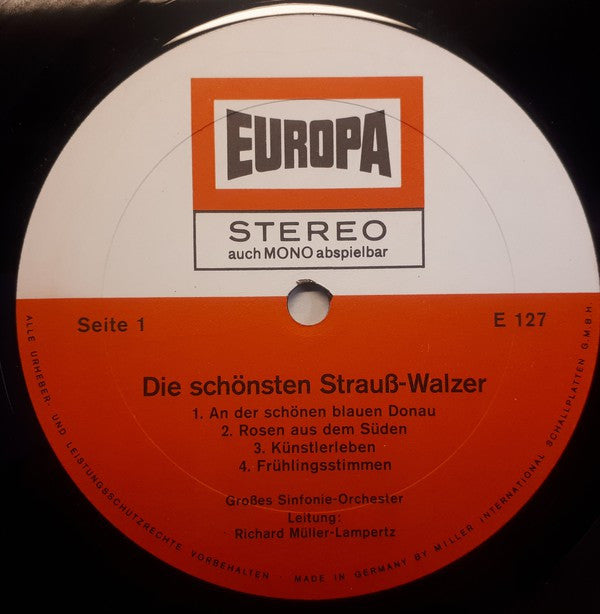 EUROPA
STEREO
auch MONO abspielbar
Seite 1
E 127
Die schönsten Strauß-Walzer
1. An der schönen blauen Donau
2. Rosen aus dem Süden
3. Künstlerleben
4. Frühlingsstimmen
Großes Sinfonie-Orchester
Leitung:
Richard Müller-Lampertz
ALLE URHEBER- UND LEISTUNGSSCHUTZRECHTE VORBEHALTEN · MADE IN GERMANY BY MILLER INTERNATIONAL SCHALLPLATTEN G.M.B.H.